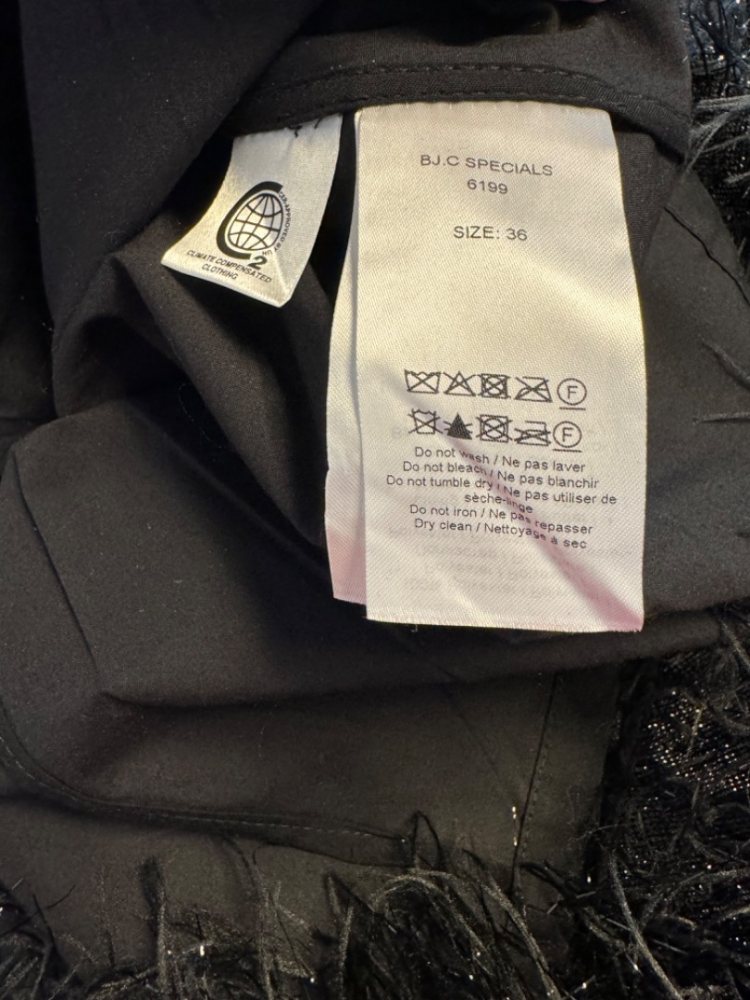 CLIMATE COMPENSATED
CLOTHING
BJ.C SPECIALS
6199
SIZE: 36
F
F
Do not wash / Ne pas laver
Do not bleach / Ne pas blanchir
Do not tumble dry / Ne pas utiliser de
sèche-linge
Do not iron / Ne pas repasser
Dry clean / Nettoyage à sec